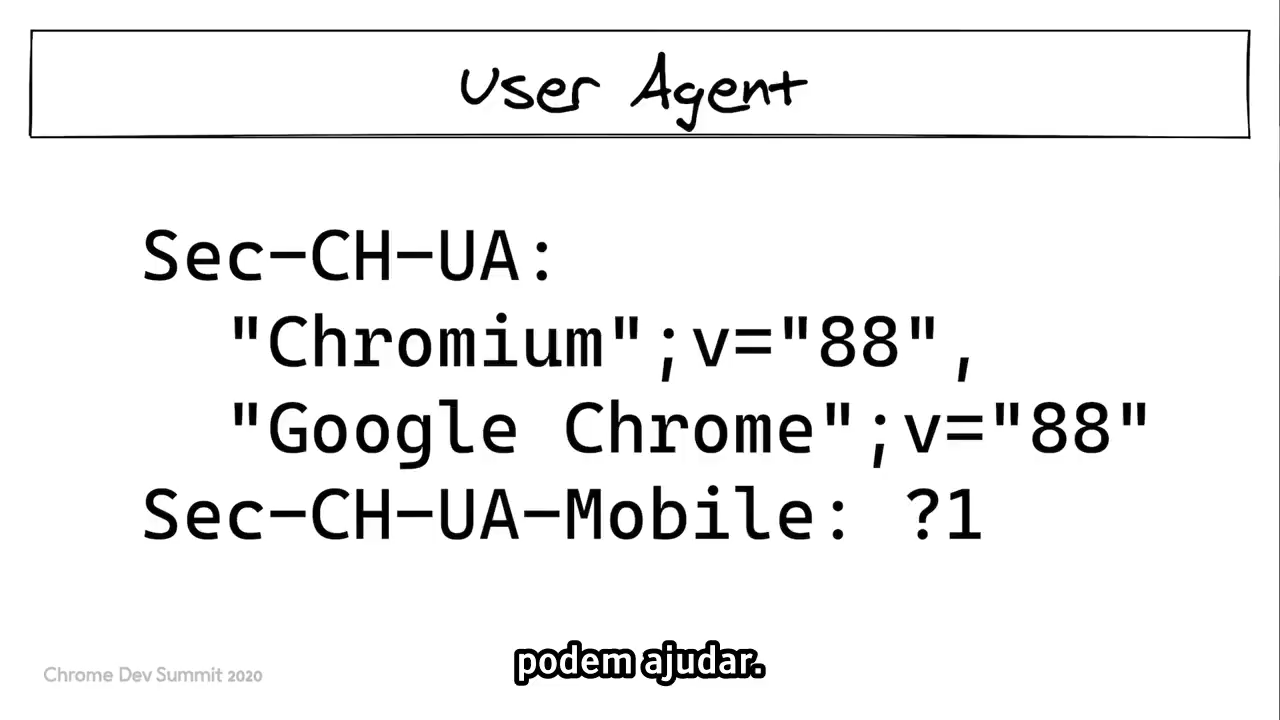 User Agent
Sec-CH-UA:
"Chromium";v="88",
"Google Chrome";v="88"
Sec-CH-UA-Mobile: ?1
podem ajudar.
Chrome Dev Summit 2020